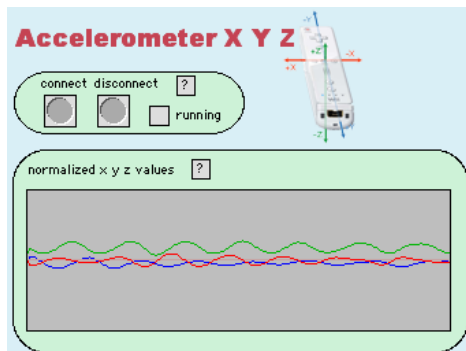 Accelerometer X Y Z
-Y
+Z
-X
+X
-Z
connect disconnect ?
running
normalized x y z values ?